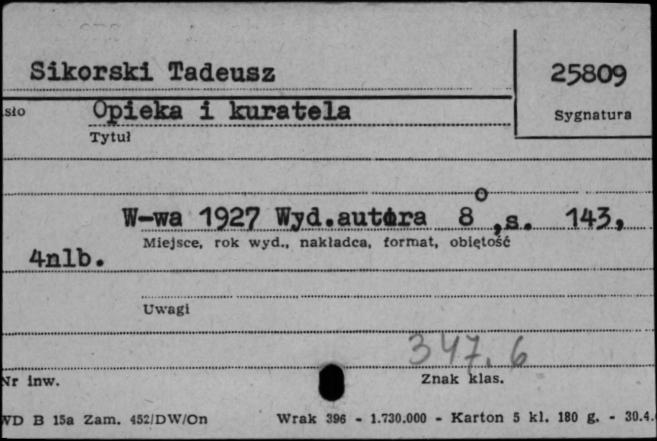 Sikorski Tadeusz
25809
Sygnatura
sło Opieka i kuratela
Tytuł
W-wa 1927 Wyd.autora 8°,s. 143,
Miejsce, rok wyd., nakładca, format, obiętość
4nlb.
Uwagi
347.6
Nr inw.
Znak klas.
WD B 15a Zam. 452/DW/On Wrak 396 - 1.730.000 - Karton 5 kl. 180 g. - 30.4.